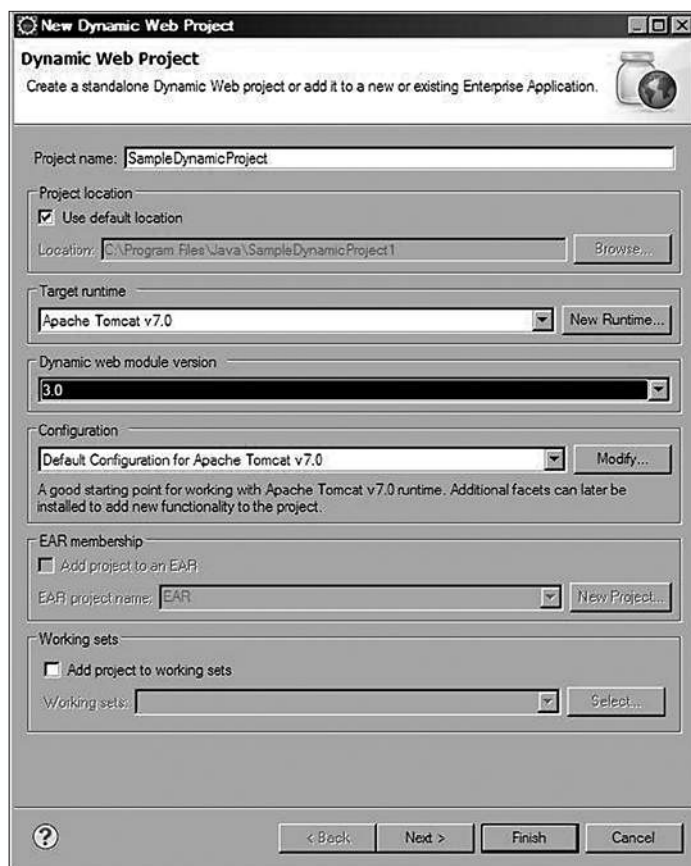 New Dynamic Web Project
Dynamic Web Project
Create a standalone Dynamic Web project or add it to a new or existing Enterprise Application.
Project name: SampleDynamicProject
Project location
Use default location
Location: C:\Program Files\Java\SampleDynamicProject1 Browse...
Target runtime
Apache Tomcat v7.0 New Runtime...
Dynamic web module version
3.0
Configuration
Default Configuration for Apache Tomcat v7.0 Modify...
A good starting point for working with Apache Tomcat v7.0 runtime. Additional facets can later be
installed to add new functionality to the project.
EAR membership
Add project to an EAR
EAR project name: EAR New Project...
Working sets
Add project to working sets
Working sets: Select...
? < Back Next > Finish Cancel